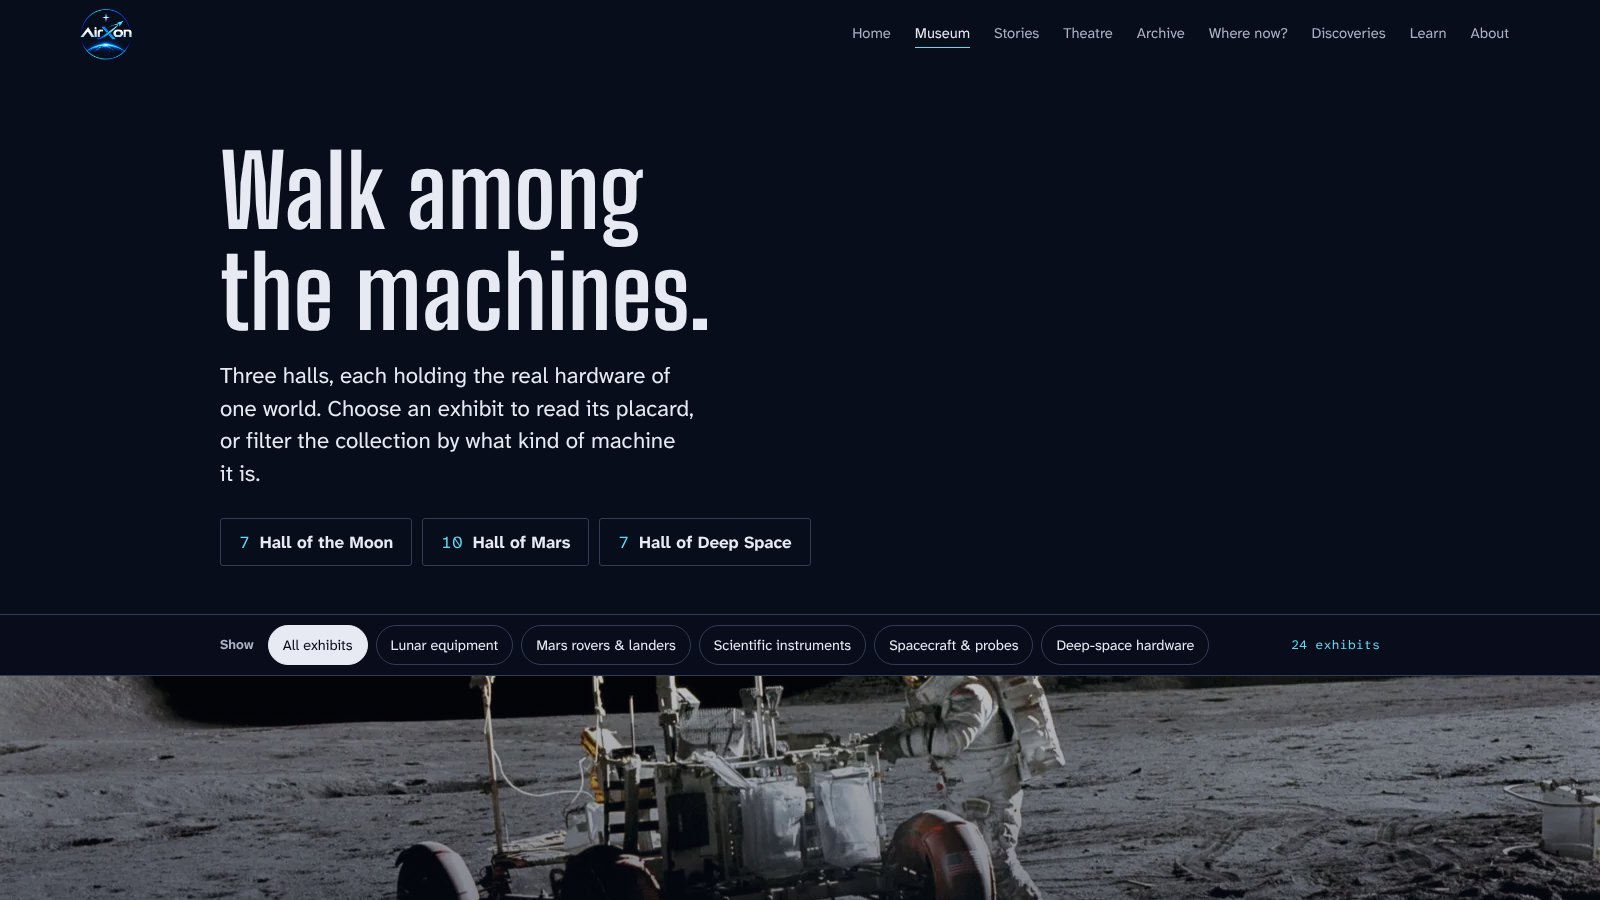 AirXon
Home Museum Stories Theatre Archive Where now? Discoveries Learn About
Walk among
the machines.
Three halls, each holding the real hardware of
one world. Choose an exhibit to read its placard,
or filter the collection by what kind of machine
it is.
7 Hall of the Moon 10 Hall of Mars 7 Hall of Deep Space
Show All exhibits Lunar equipment Mars rovers & landers Scientific instruments Spacecraft & probes Deep-space hardware 24 exhibits